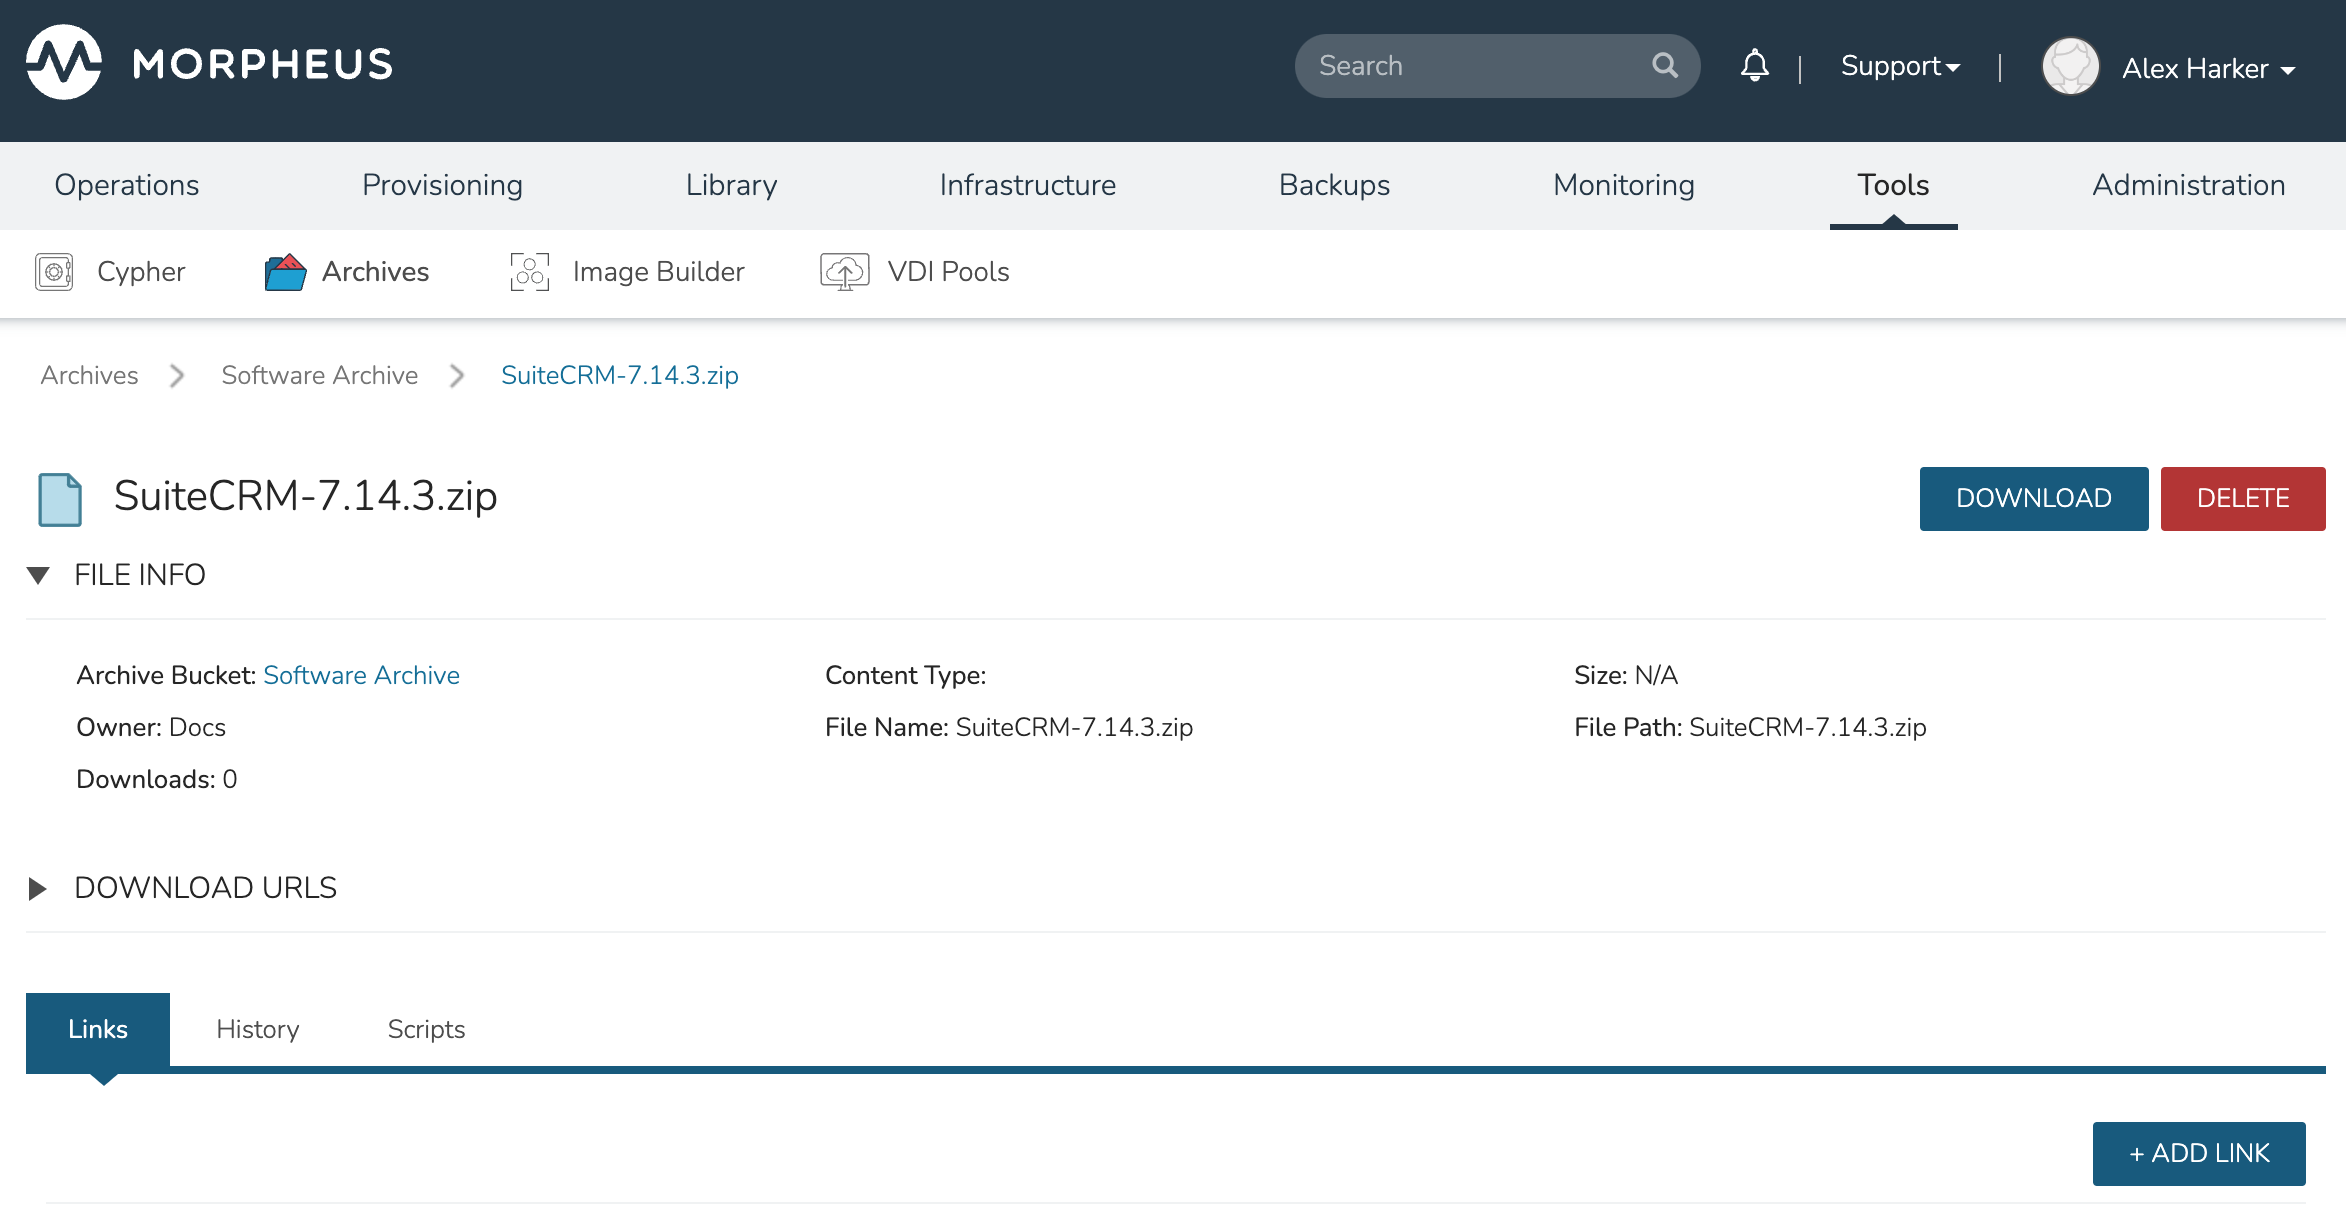 MORPHEUS
Search
Support
Alex Harker
Operations Provisioning Library Infrastructure Backups Monitoring Tools Administration
Cypher Archives Image Builder VDI Pools
Archives Software Archive SuiteCRM-7.14.3.zip
SuiteCRM-7.14.3.zip
DOWNLOAD DELETE
FILE INFO
Archive Bucket: Software Archive Content Type: Size: N/A
Owner: Docs File Name: SuiteCRM-7.14.3.zip File Path: SuiteCRM-7.14.3.zip
Downloads: 0
DOWNLOAD URLS
Links History Scripts
+ ADD LINK